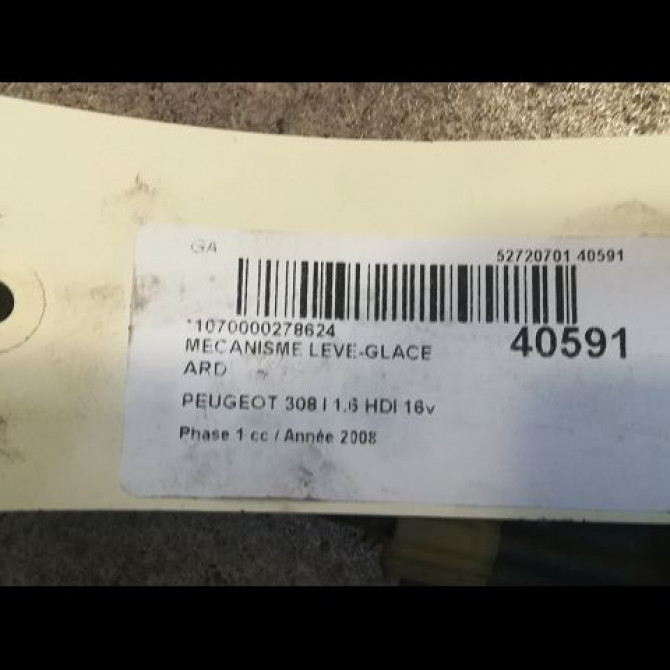 GA
52720701 40591
*1070000278624
40591
MECANISME LEVE-GLACE
ARD
PEUGEOT 308 I 1.6 HDI 16v
Phase 1 cc / Année 2008